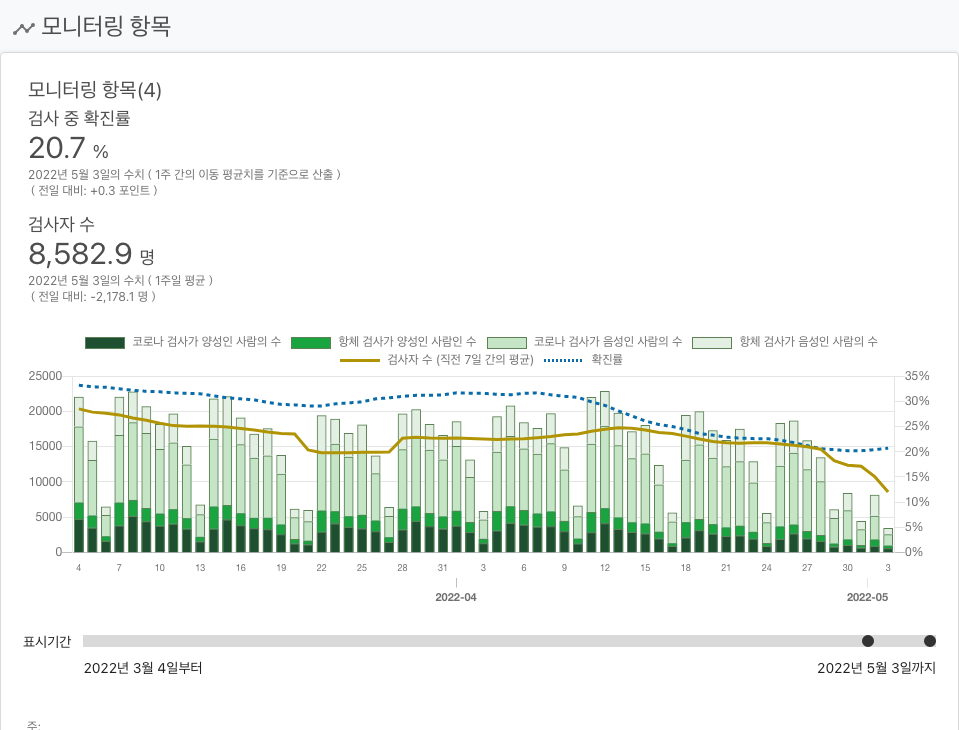 모니터링 항목
모니터링 항목(4)
검사 중 확진률
20.7 %
2022년 5월 3일의 수치 ( 1주 간의 이동 평균치를 기준으로 산출 )
( 전일 대비: +0.3 포인트 )
검사자 수
8,582.9 명
2022년 5월 3일의 수치 ( 1주일 평균 )
( 전일 대비: -2,178.1 명 )
코로나 검사가 양성인 사람의 수 항체 검사가 양성인 사람인 수 코로나 검사가 음성인 사람의 수 항체 검사가 음성인 사람의 수
검사자 수 (직전 7일 간의 평균) 확진률
25000 35%
20000 30%
25%
15000 20%
10000 15%
10%
5000 5%
0 0%
4 7 10 13 16 19 22 25 28 31 3 6 9 12 15 18 21 24 27 30 3
2022-04 2022-05
표시기간
2022년 3월 4일부터 2022년 5월 3일까지
주: